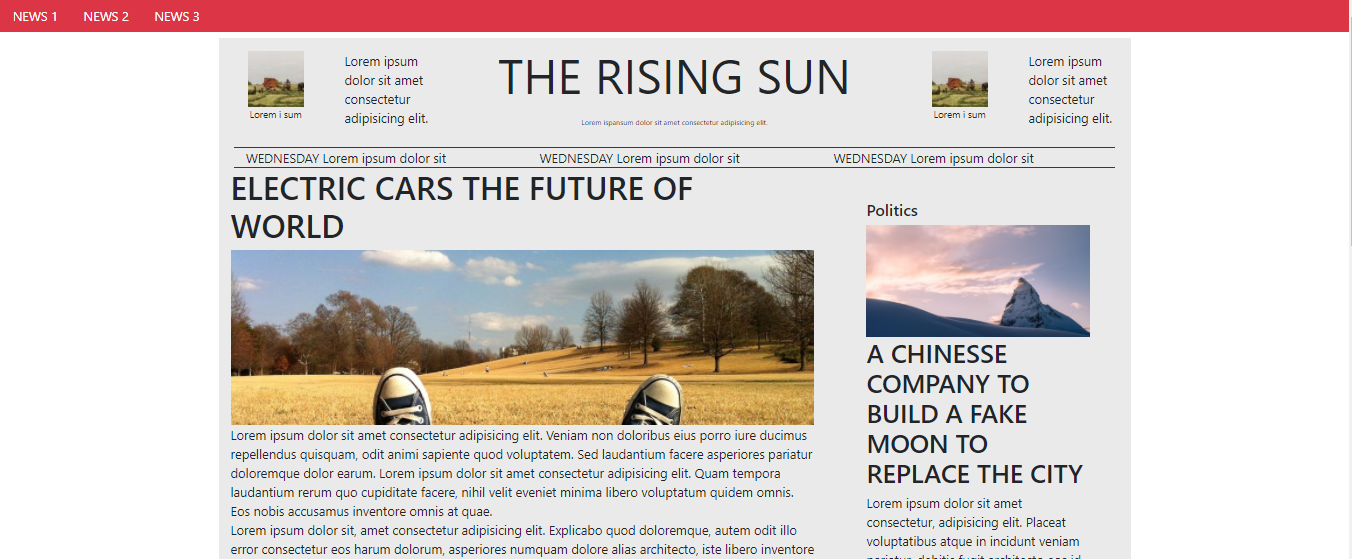 NEWS 1 NEWS 2 NEWS 3
Lorem i sum
Lorem ipsum
dolor sit amet
consectetur
adipisicing elit.
THE RISING SUN
Lorem ispansum dolor sit amet consectetur adipisicing elit.
Lorem i sum
Lorem ipsum
dolor sit amet
consectetur
adipisicing elit.
WEDNESDAY Lorem ipsum dolor sit WEDNESDAY Lorem ipsum dolor sit WEDNESDAY Lorem ipsum dolor sit
ELECTRIC CARS THE FUTURE OF
WORLD
Lorem ipsum dolor sit amet consectetur adipisicing elit. Veniam non doloribus eius porro iure ducimus
repellendus quisquam, odit animi sapiente quod voluptatem. Sed laudantium facere asperiores pariatur
doloremque dolor earum. Lorem ipsum dolor sit amet consectetur adipisicing elit. Quam tempora
laudantium rerum quo cupiditate facere, nihil velit eveniet minima libero voluptatum quidem omnis.
Eos nobis accusamus inventore omnis at quae.
Lorem ipsum dolor sit, amet consectetur adipisicing elit. Explicabo quod doloremque, autem odit illo
error consectetur eos harum dolorum, asperiores numquam dolore alias architecto, iste libero inventore
Politics
A CHINESSE
COMPANY TO
BUILD A FAKE
MOON TO
REPLACE THE CITY
Lorem ipsum dolor sit amet
consectetur, adipisicing elit. Placeat
voluptatibus atque in incidunt veniam